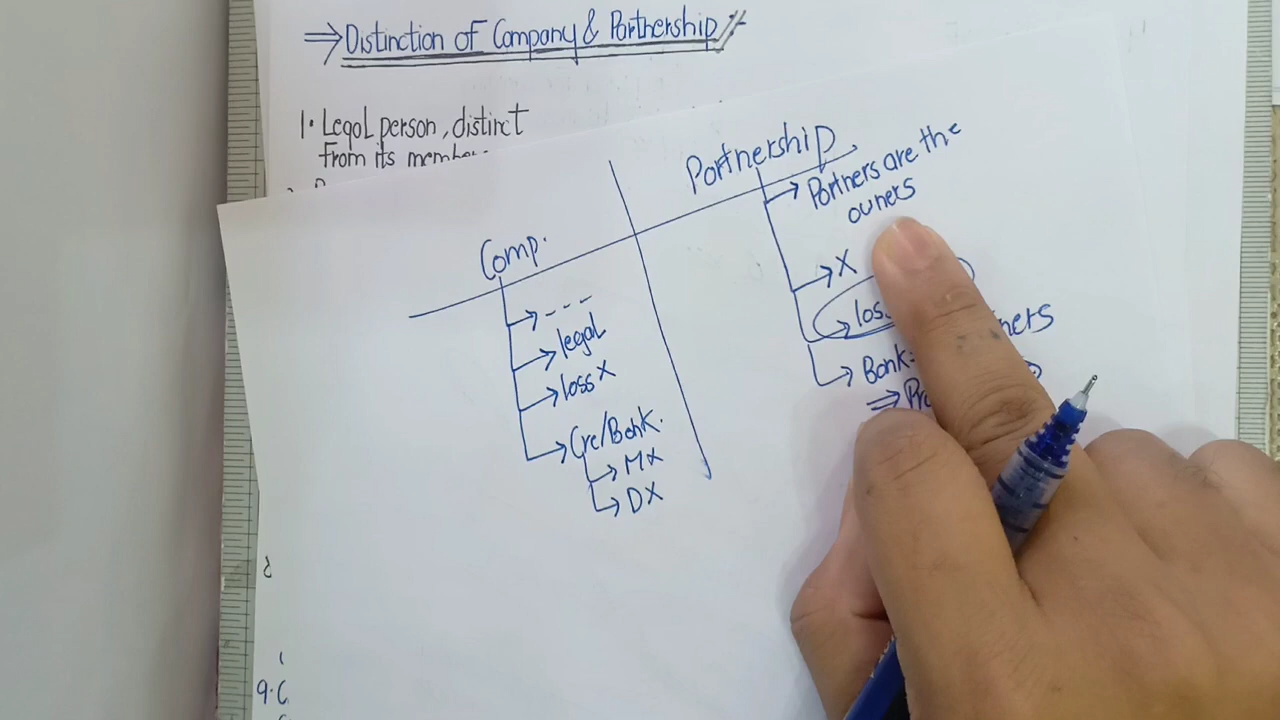 ⇒ Distinction of Company & Partnership
1. Legal person, distinct
from its
Comp.
---
legal
loss X
Cre/Bank.
MX
DX
Partnership
Partners are the
owners
X
Bank
9.